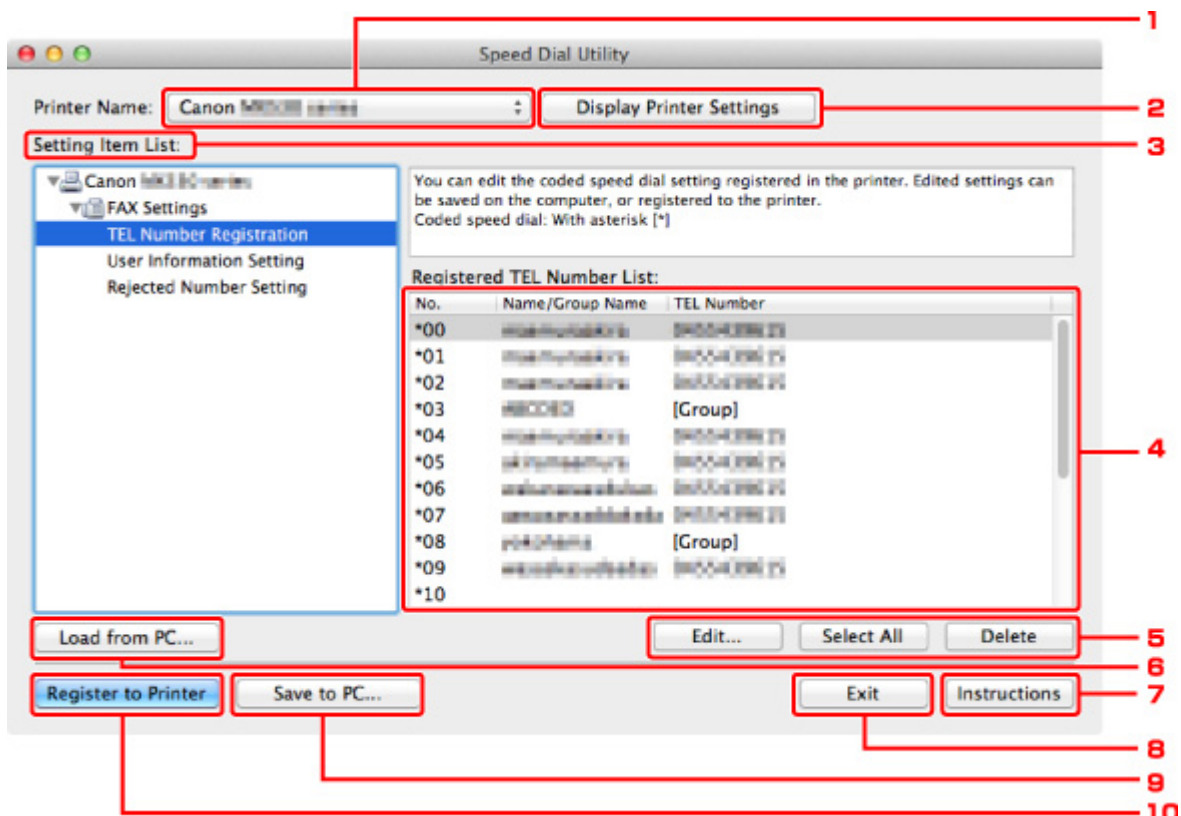 1
Speed Dial Utility
Printer Name: Canon series Display Printer Settings 2
Setting Item List: 3
Canon series
FAX Settings
TEL Number Registration
User Information Setting
Rejected Number Setting
You can edit the coded speed dial setting registered in the printer. Edited settings can
be saved on the computer, or registered to the printer.
Coded speed dial: With asterisk [*]
Registered TEL Number List:
No. Name/Group Name TEL Number
*00
*01
*02
*03 [Group]
*04
*05
*06
*07
*08 [Group]
*09
*10
4
Load from PC... Edit... Select All Delete 5
6
Register to Printer Save to PC... Exit Instructions 7
8
9
10